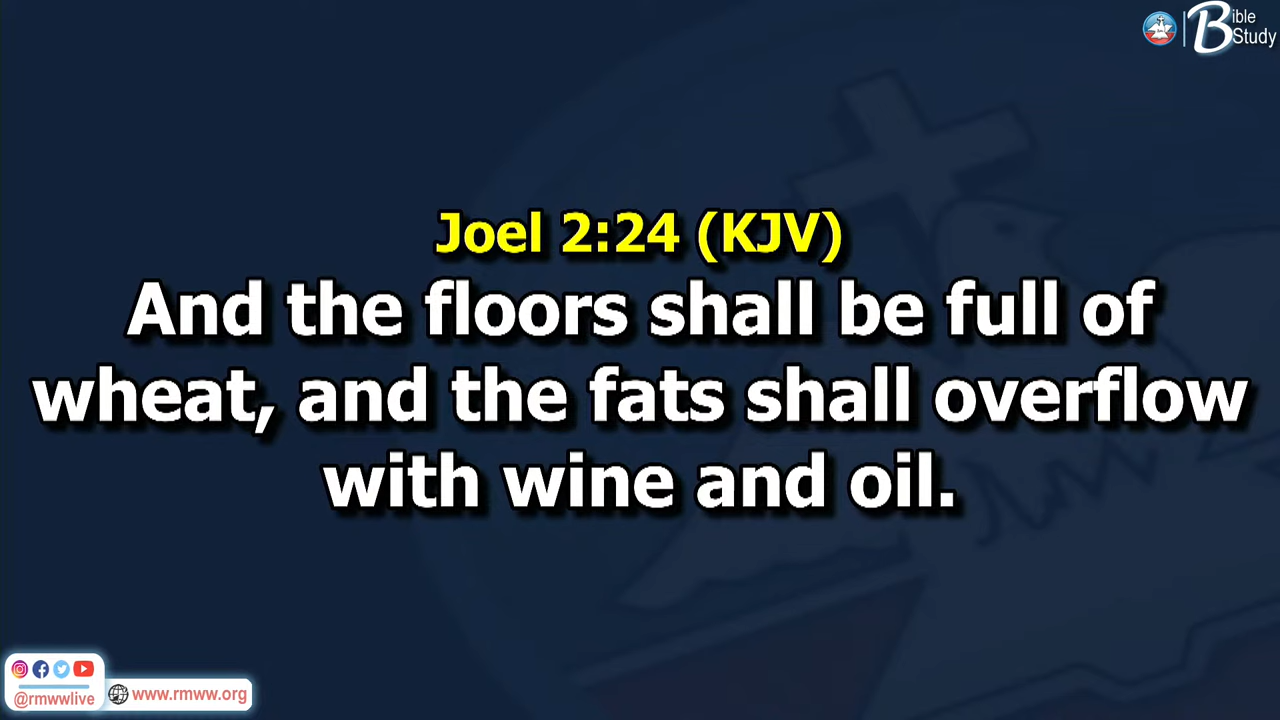 Bible
Study
Joel 2:24 (KJV)
And the floors shall be full of
wheat, and the fats shall overflow
with wine and oil.
@rmwwlive
www.rmww.org